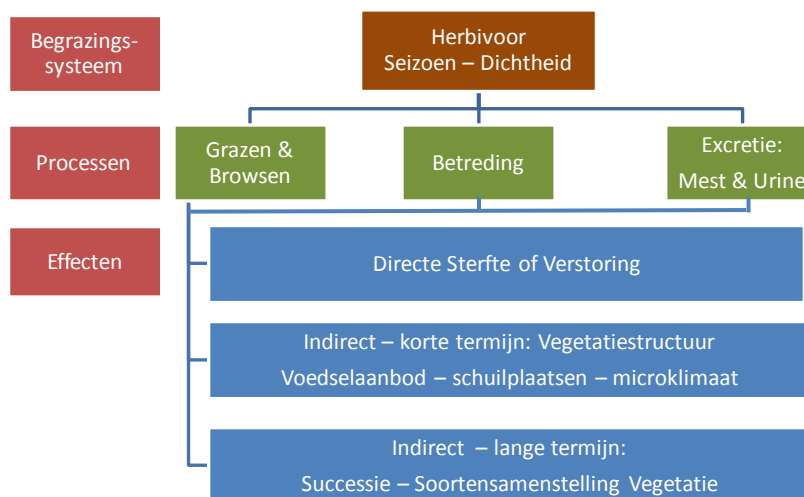 Begrazings-
systeem
Herbivoor
Seizoen – Dichtheid
Processen
Grazen &
Browsen
Betreding
Excretie:
Mest & Urine
Effecten
Directe Sterfte of Verstoring
Indirect – korte termijn: Vegetatiestructuur
Voedselaanbod – schuilplaatsen – microklimaat
Indirect – lange termijn:
Successie – Soortensamenstelling Vegetatie